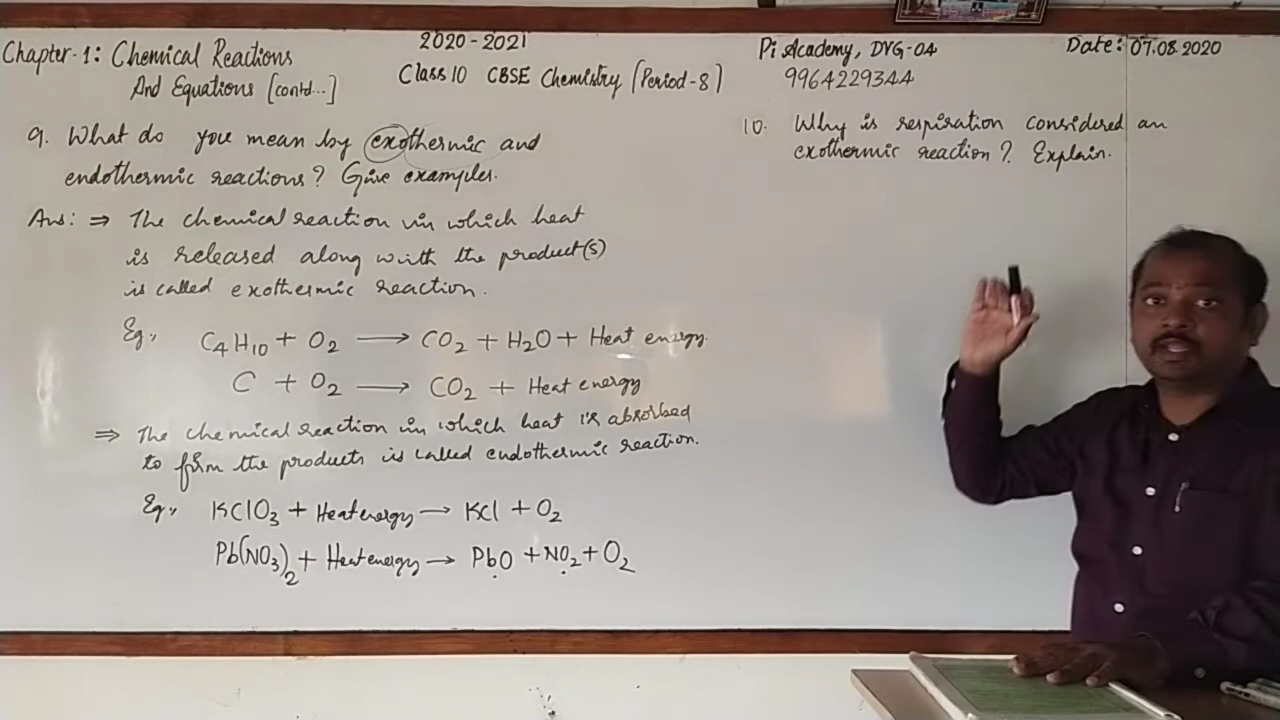 Chapter-1: Chemical Reactions
And Equations [contd...]
2020-2021
Class 10 CBSE Chemistry [Period-8]
Pi Academy, DVG-04
9964229344
Date: 07.08.2020
9. What do you mean by exothermic and
endothermic reactions? Give examples.
Ans: ⇒ The chemical reaction in which heat
is released along with the product(s)
is called exothermic reaction.
Eg:, C4H10 + O2 ⟶ CO2 + H2O + Heat energy.
C + O2 ⟶ CO2 + Heat energy
⇒ The chemical reaction in which heat is absorbed
to form the products is called endothermic reaction.
Eg:, KClO3 + Heat energy ⟶ KCl + O2
Pb(NO3)2 + Heat energy ⟶ PbO + NO2 + O2
10. Why is respiration considered an
exothermic reaction? Explain.